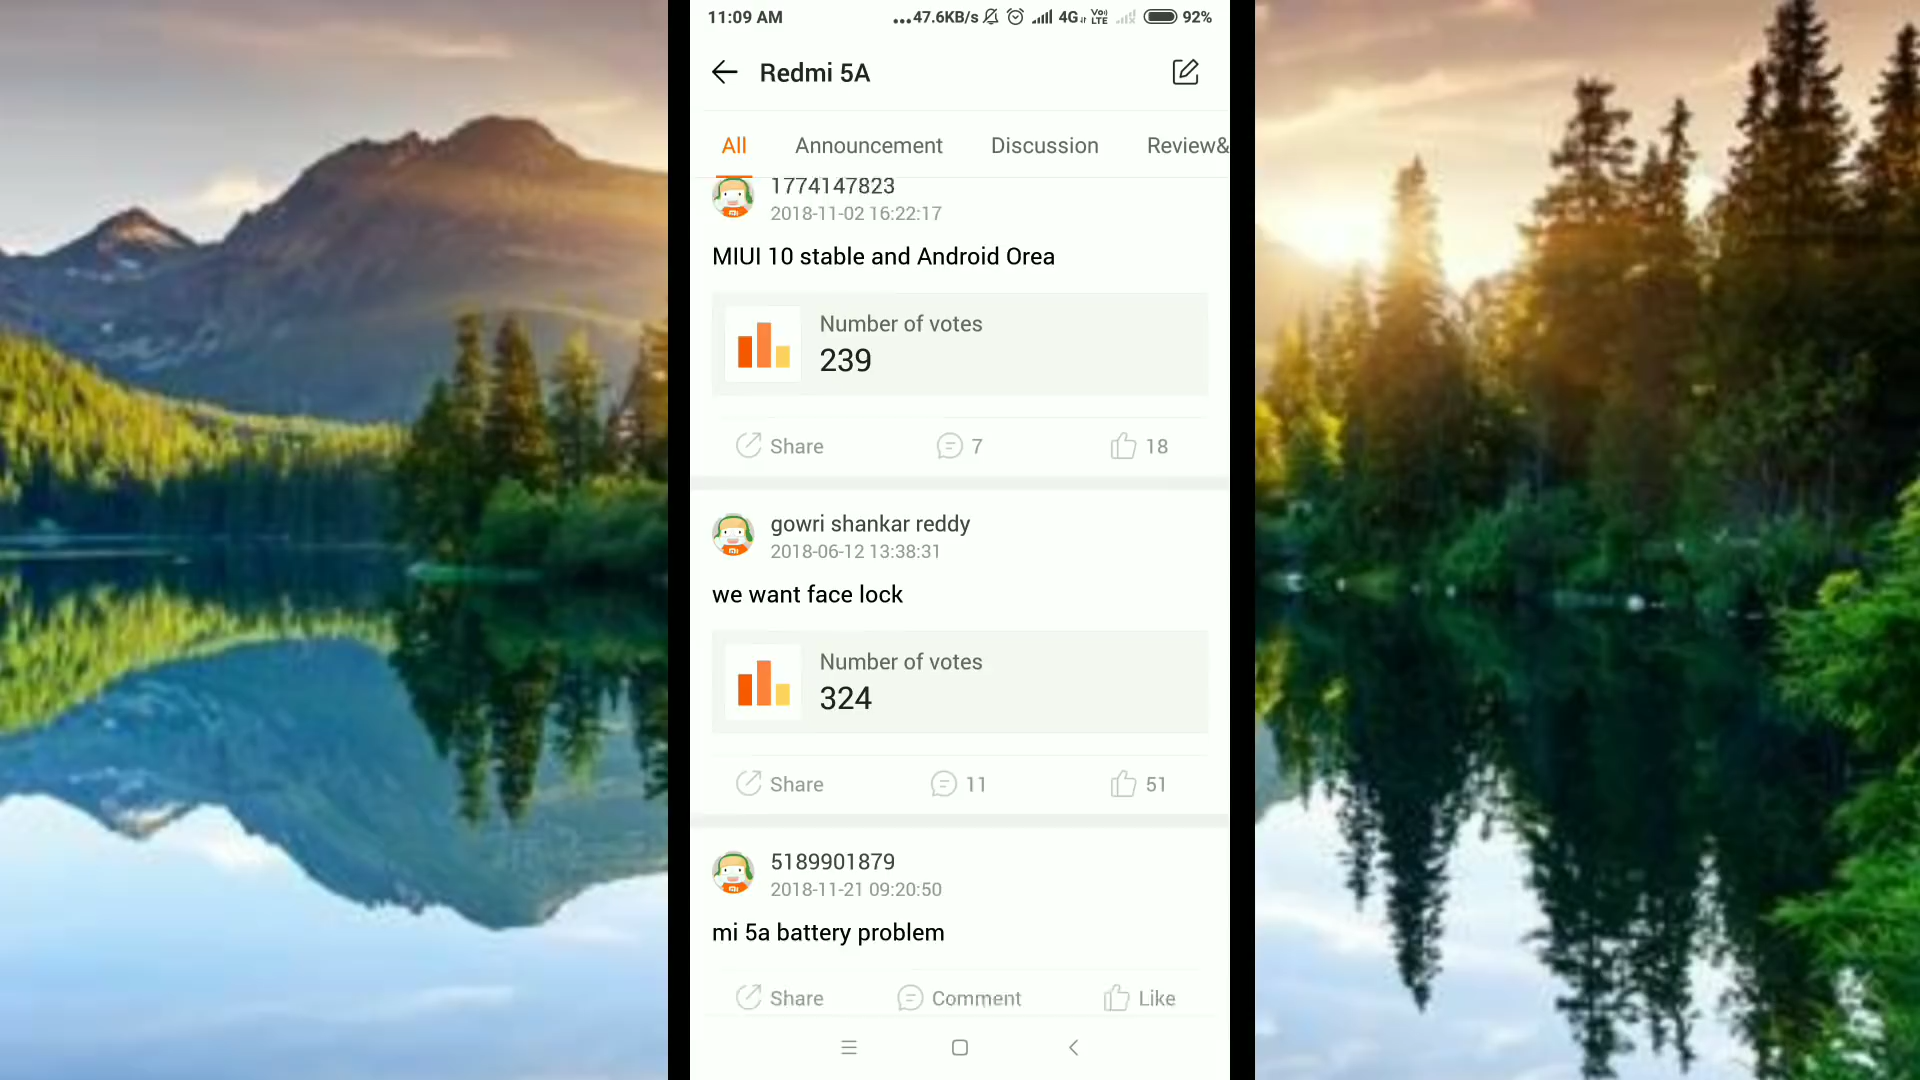 11:09 AM ...47.6KB/s 4G VoLTE 92%
Redmi 5A
All Announcement Discussion Review&
1774147823
2018-11-02 16:22:17
MIUI 10 stable and Android Orea
Number of votes
239
Share 7 18
gowri shankar reddy
2018-06-12 13:38:31
we want face lock
Number of votes
324
Share 11 51
5189901879
2018-11-21 09:20:50
mi 5a battery problem
Share Comment Like